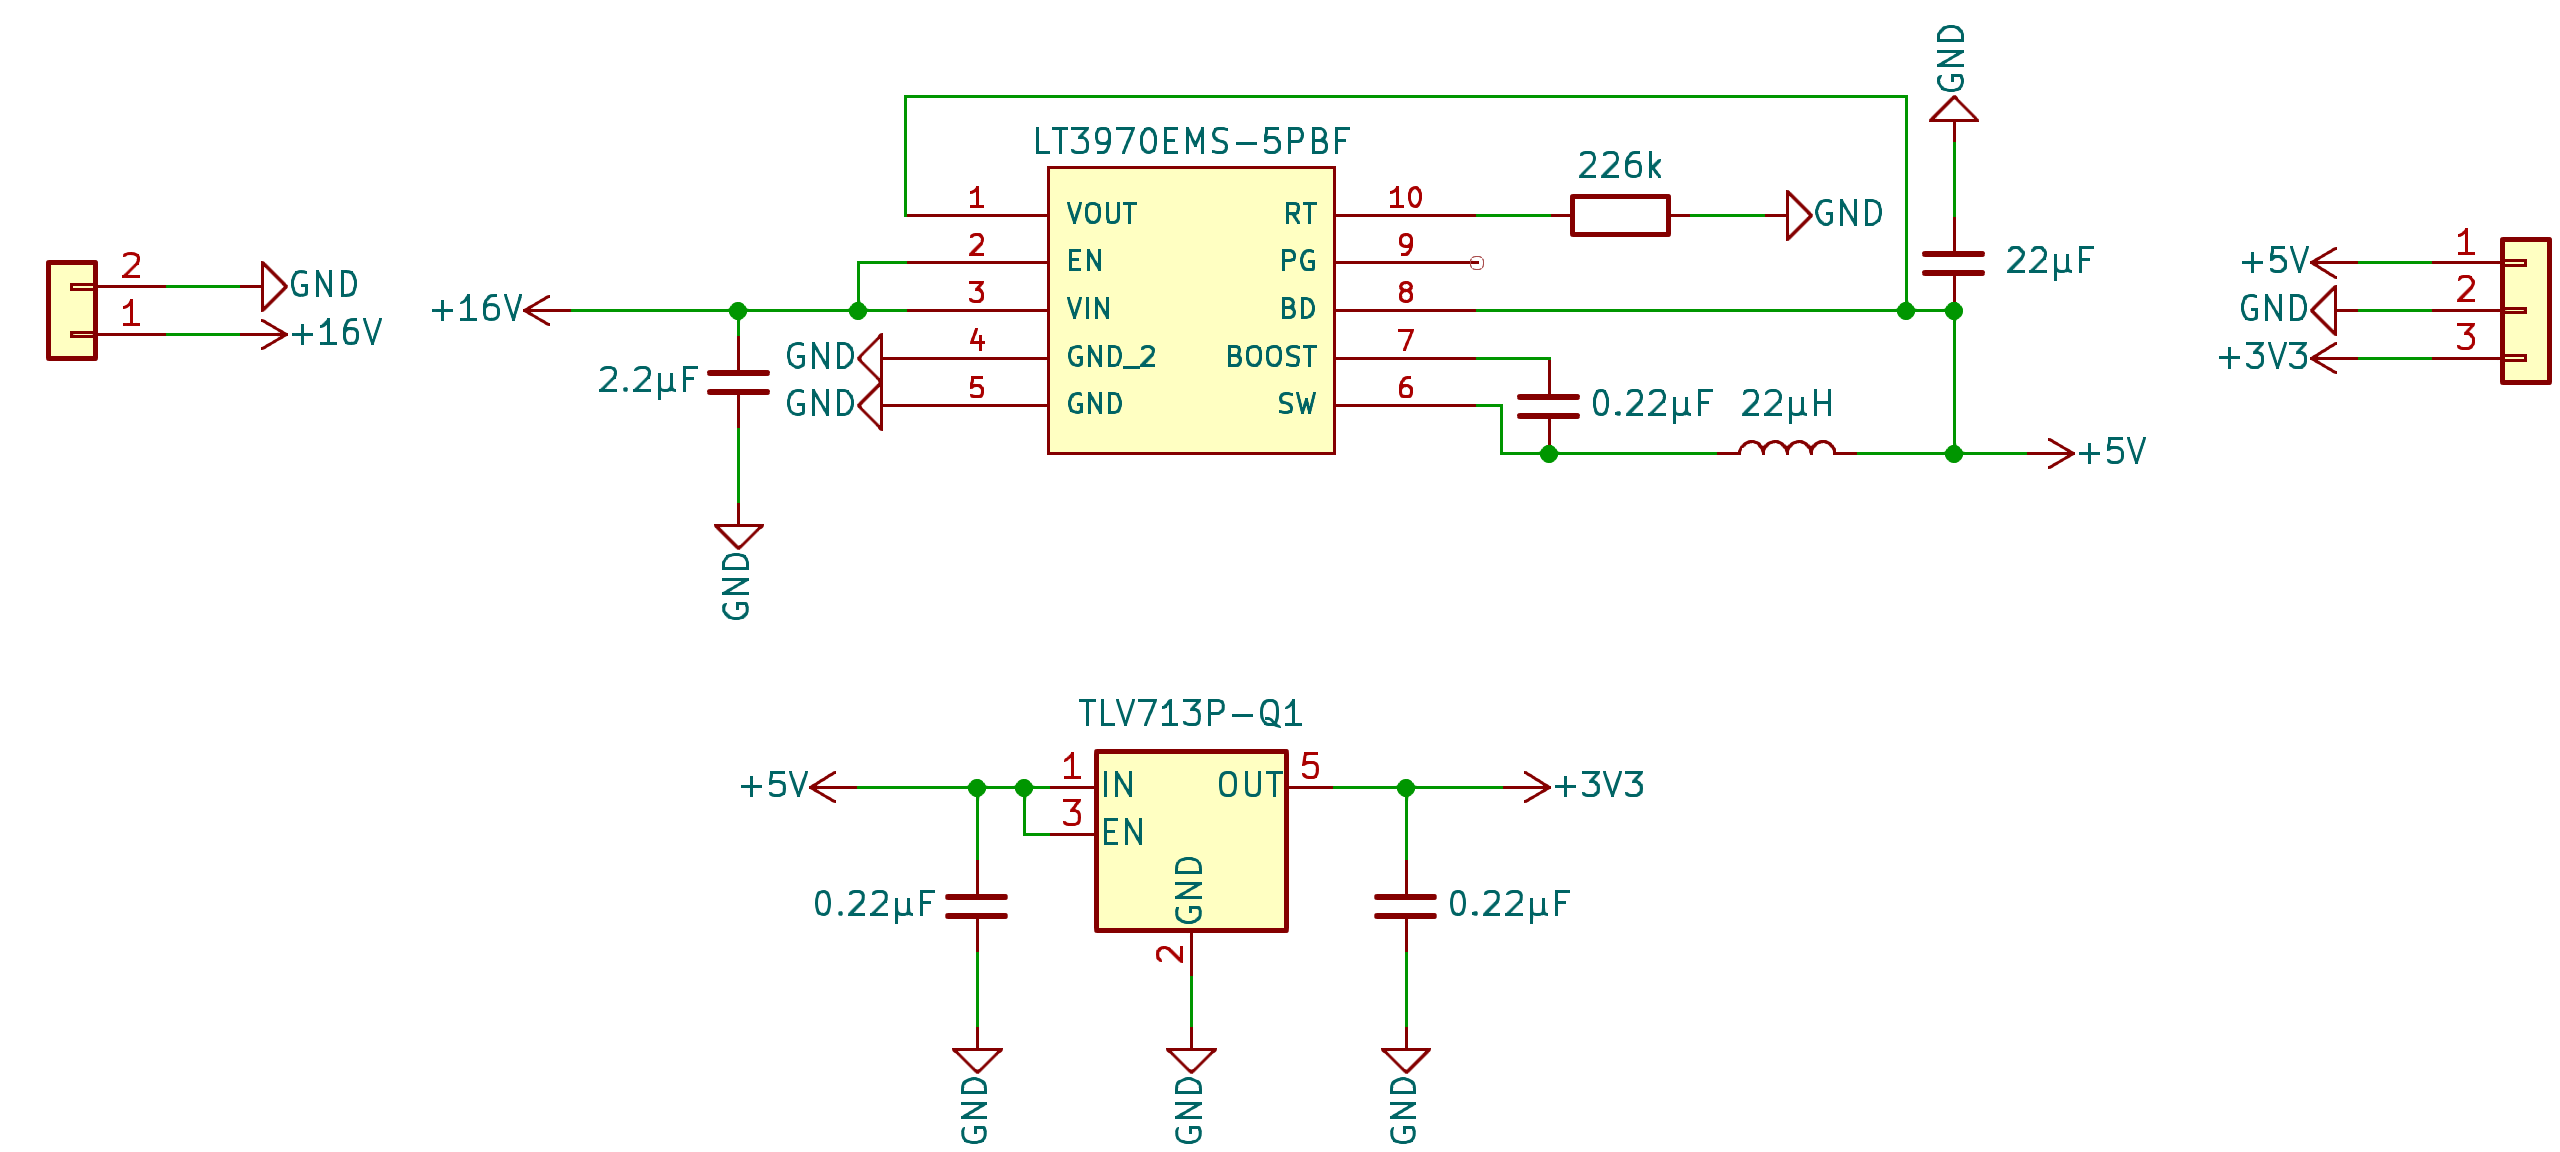 GND
LT3970EMS-5PBF
226k
1 VOUT RT 10 GND
2 EN PG 9 22µF
2 GND
1 +16V
+16V 3 VIN BD 8
GND 4 GND_2 BOOST 7
2.2µF
GND 5 GND SW 6 0.22µF 22µH
+5V
GND
+5V 1
GND 2
+3V3 3
TLV713P-Q1
+5V 1 IN OUT 5 +3V3
3 EN
0.22µF GND 0.22µF
2
GND GND GND